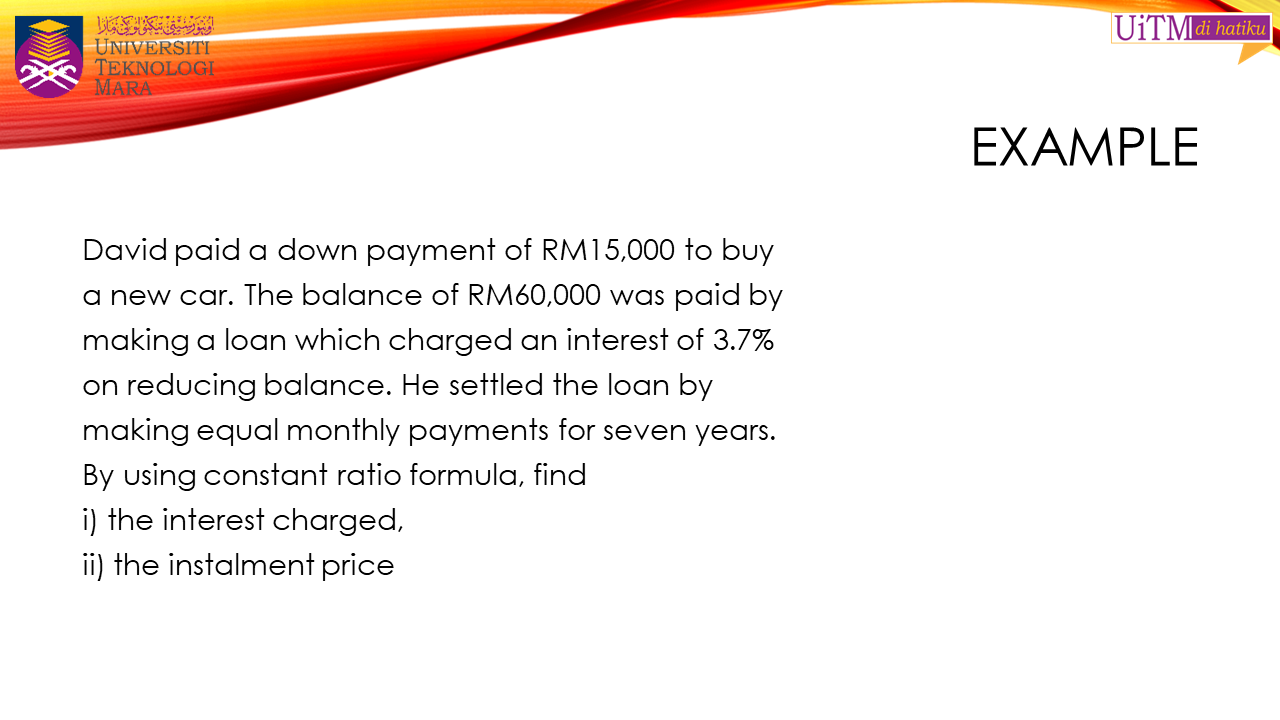 اونيۏرسيتي تيكنولوڬي مارا
UNIVERSITI
TEKNOLOGI
MARA
UiTM di hatiku
EXAMPLE
David paid a down payment of RM15,000 to buy
a new car. The balance of RM60,000 was paid by
making a loan which charged an interest of 3.7%
on reducing balance. He settled the loan by
making equal monthly payments for seven years.
By using constant ratio formula, find
i) the interest charged,
ii) the instalment price